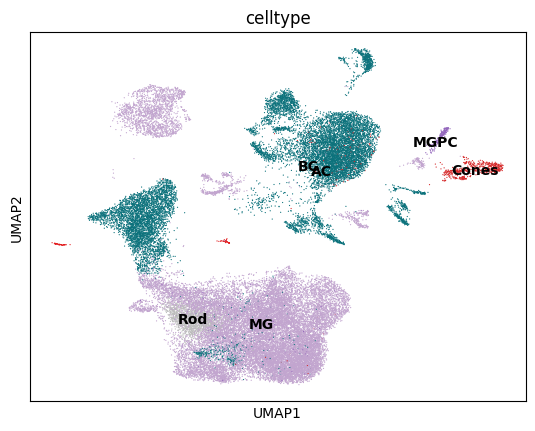 celltype
MGPC
BC
AC
Cones
Rod
MG
UMAP2
UMAP1